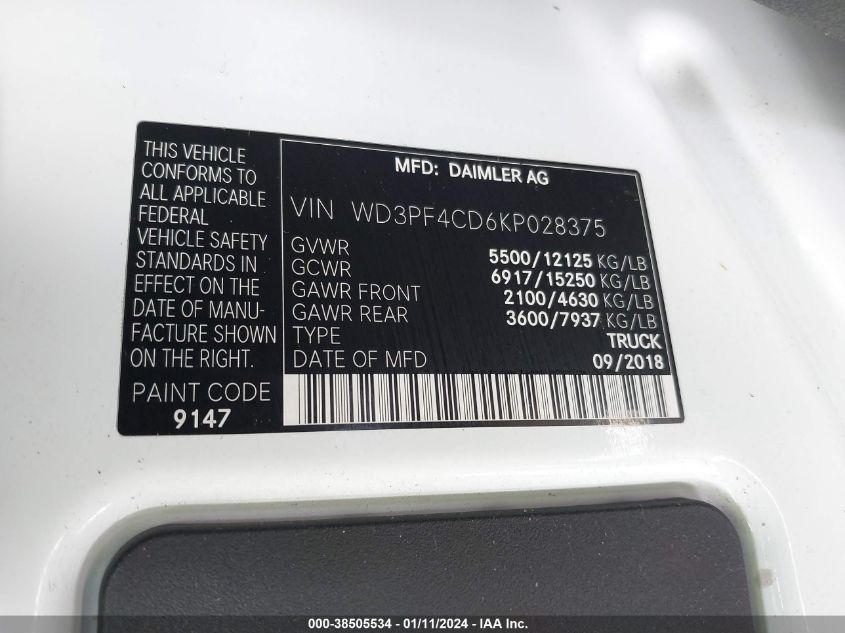 THIS VEHICLE
CONFORMS TO
ALL APPLICABLE
FEDERAL
VEHICLE SAFETY
STANDARDS IN
EFFECT ON THE
DATE OF MANU-
FACTURE SHOWN
ON THE RIGHT.
PAINT CODE
9147
MFD: DAIMLER AG
VIN WD3PF4CD6KP028375
GVWR 5500/12125 KG/LB
GCWR 6917/15250 KG/LB
GAWR FRONT 2100/4630 KG/LB
GAWR REAR 3600/7937 KG/LB
TYPE TRUCK
DATE OF MFD 09/2018
000-38505534 - 01/11/2024 - IAA Inc.